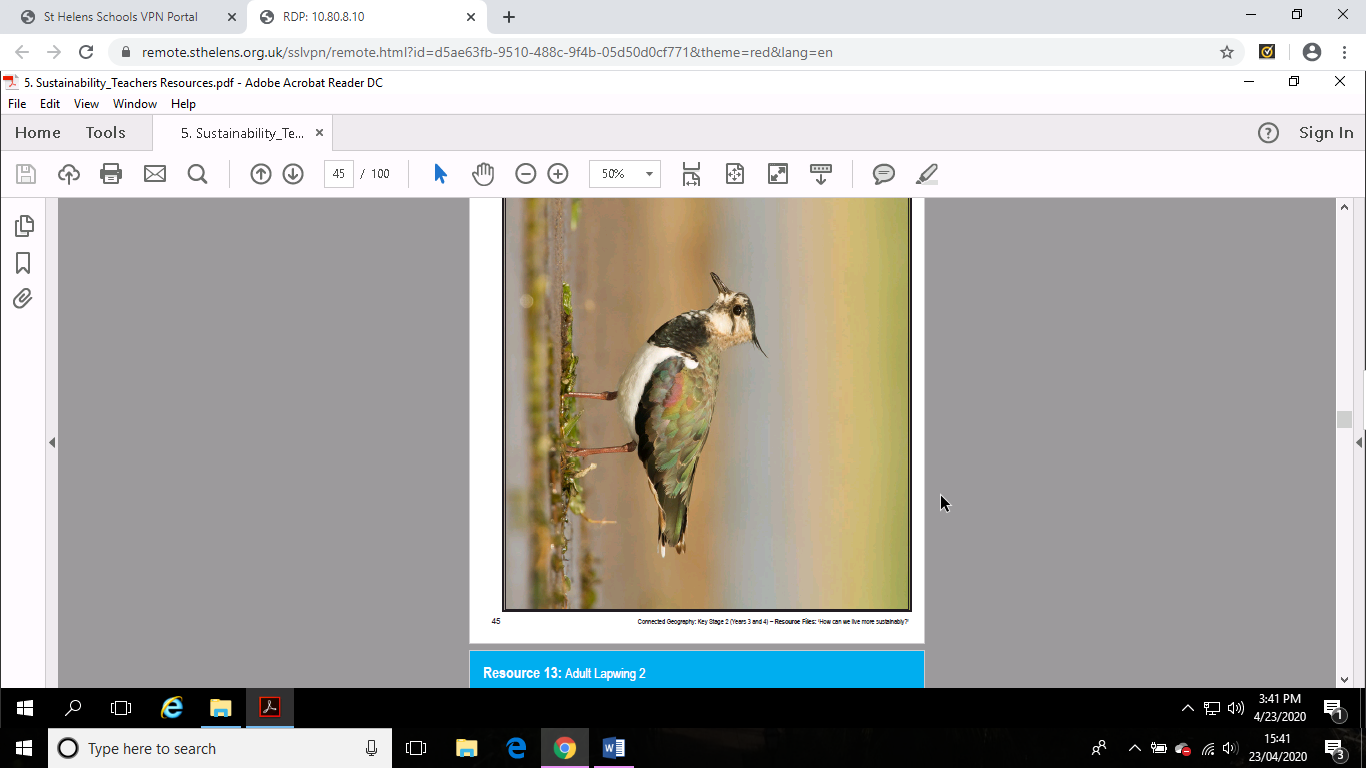 St Helens Schools VPN Portal
RDP: 10.80.8.10
remote.sthelens.org.uk/sslvpn/remote.html?id=d5ae63fb-9510-488c-9f4b-05d50d0cf771&theme=red&lang=en
5. Sustainability_Teachers Resources.pdf - Adobe Acrobat Reader DC
File Edit View Window Help
Home Tools 5. Sustainability_Te... Sign In
45 / 100 50%
45 Connected Geography: Key Stage 2 (Years 3 and 4) – Resource Files: 'How can we live more sustainably?'
Resource 13: Adult Lapwing 2
3:41 PM
4/23/2020
1
Type here to search
15:41
23/04/2020
3